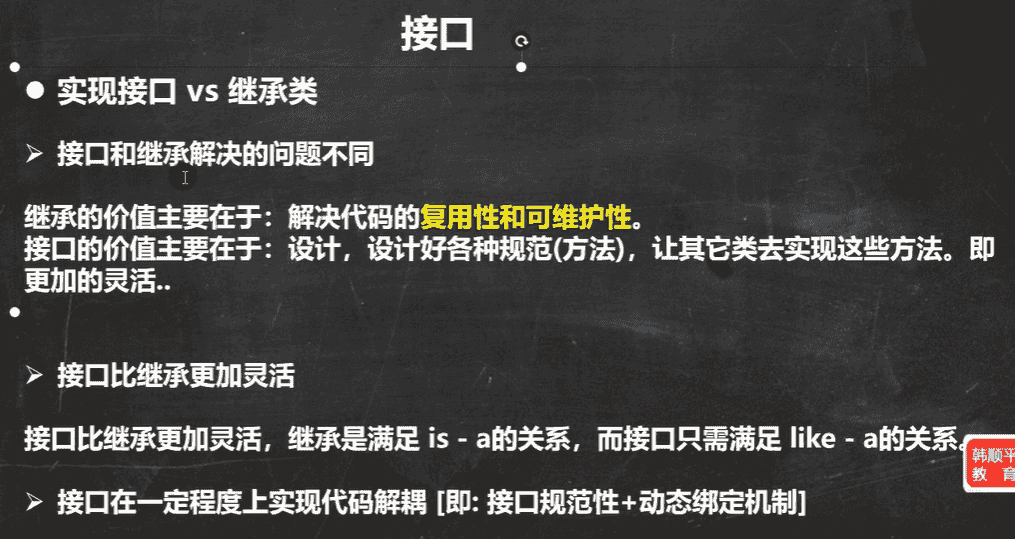 接口
● 实现接口 vs 继承类
➢ 接口和继承解决的问题不同
继承的价值主要在于：解决代码的复用性和可维护性。
接口的价值主要在于：设计，设计好各种规范(方法)，让其它类去实现这些方法。即
更加的灵活..
➢ 接口比继承更加灵活
接口比继承更加灵活，继承是满足 is - a的关系，而接口只需满足 like - a的关系。
韩顺平
教 育
➢ 接口在一定程度上实现代码解耦 [即: 接口规范性+动态绑定机制]